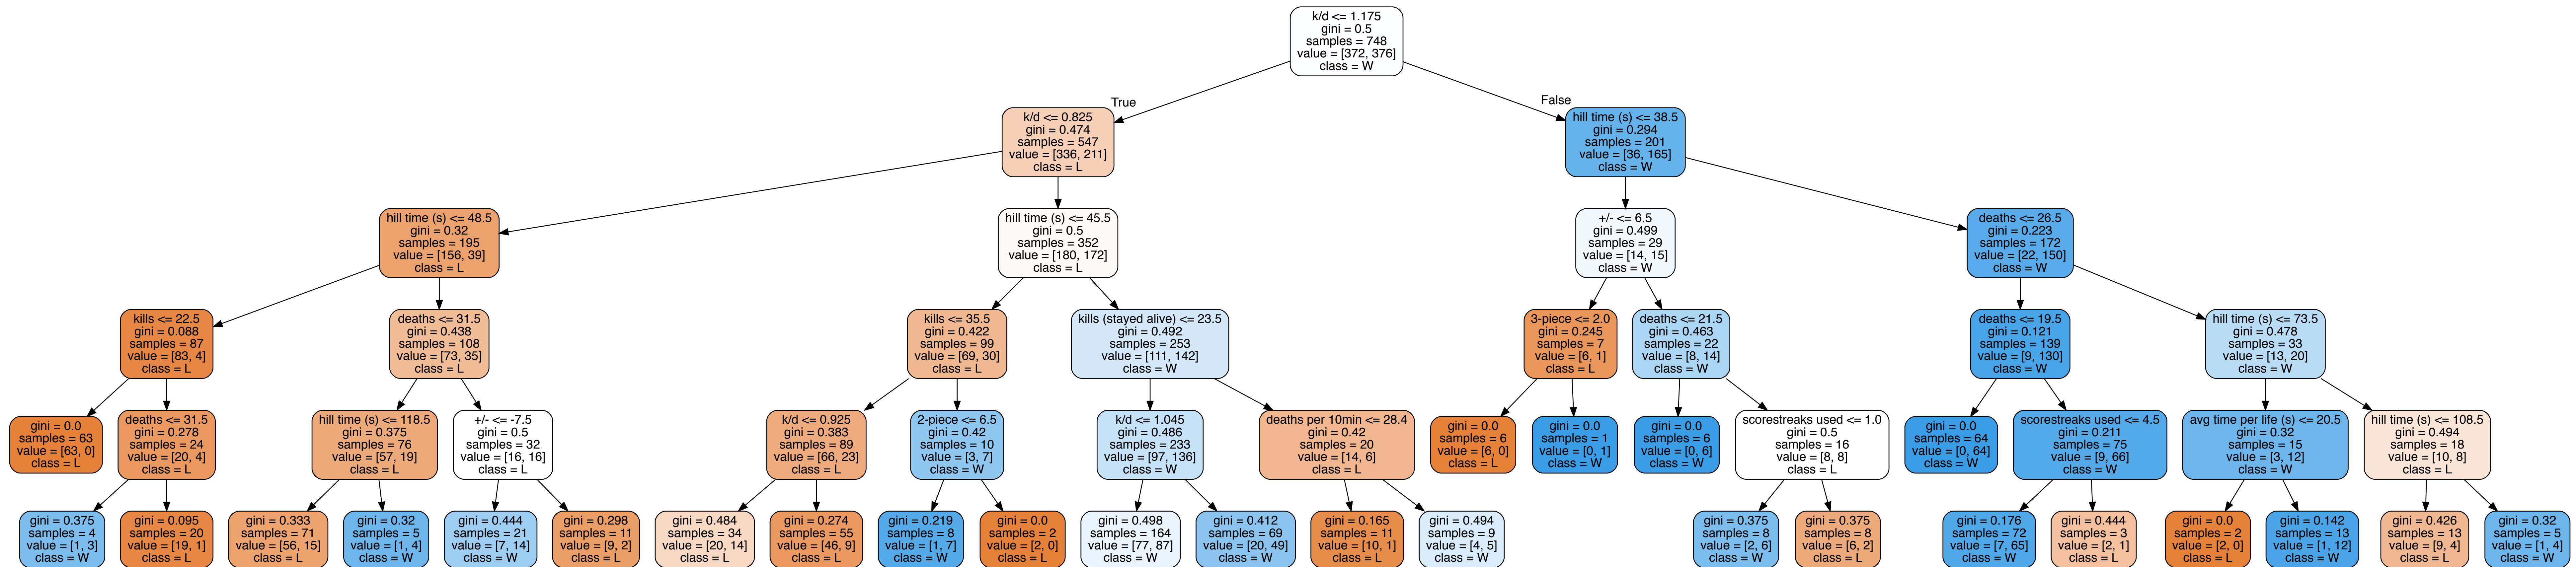 k/d <= 1.175
gini = 0.5
samples = 748
value = [372, 376]
class = W
True
False
k/d <= 0.825
gini = 0.474
samples = 547
value = [336, 211]
class = L
hill time (s) <= 38.5
gini = 0.294
samples = 201
value = [36, 165]
class = W
hill time (s) <= 48.5
gini = 0.32
samples = 195
value = [156, 39]
class = L
hill time (s) <= 45.5
gini = 0.5
samples = 352
value = [180, 172]
class = L
+/- <= 6.5
gini = 0.499
samples = 29
value = [14, 15]
class = W
deaths <= 26.5
gini = 0.223
samples = 172
value = [22, 150]
class = W
kills <= 22.5
gini = 0.088
samples = 87
value = [83, 4]
class = L
deaths <= 31.5
gini = 0.438
samples = 108
value = [73, 35]
class = L
kills <= 35.5
gini = 0.422
samples = 99
value = [69, 30]
class = L
kills (stayed alive) <= 23.5
gini = 0.492
samples = 253
value = [111, 142]
class = W
3-piece <= 2.0
gini = 0.245
samples = 7
value = [6, 1]
class = L
deaths <= 21.5
gini = 0.463
samples = 22
value = [8, 14]
class = W
deaths <= 19.5
gini = 0.121
samples = 139
value = [9, 130]
class = W
hill time (s) <= 73.5
gini = 0.478
samples = 33
value = [13, 20]
class = W
gini = 0.0
samples = 63
value = [63, 0]
class = L
deaths <= 31.5
gini = 0.278
samples = 24
value = [20, 4]
class = L
hill time (s) <= 118.5
gini = 0.375
samples = 76
value = [57, 19]
class = L
+/- <= -7.5
gini = 0.5
samples = 32
value = [16, 16]
class = L
k/d <= 0.925
gini = 0.383
samples = 89
value = [66, 23]
class = L
2-piece <= 6.5
gini = 0.42
samples = 10
value = [3, 7]
class = W
k/d <= 1.045
gini = 0.486
samples = 233
value = [97, 136]
class = W
deaths per 10min <= 28.4
gini = 0.42
samples = 20
value = [14, 6]
class = L
gini = 0.0
samples = 6
value = [6, 0]
class = L
gini = 0.0
samples = 1
value = [0, 1]
class = W
gini = 0.0
samples = 6
value = [0, 6]
class = W
scorestreaks used <= 1.0
gini = 0.5
samples = 16
value = [8, 8]
class = L
gini = 0.0
samples = 64
value = [0, 64]
class = W
scorestreaks used <= 4.5
gini = 0.211
samples = 75
value = [9, 66]
class = W
avg time per life (s) <= 20.5
gini = 0.32
samples = 15
value = [3, 12]
class = W
hill time (s) <= 108.5
gini = 0.494
samples = 18
value = [10, 8]
class = L
gini = 0.375
samples = 4
value = [1, 3]
class = W
gini = 0.095
samples = 20
value = [19, 1]
class = L
gini = 0.333
samples = 71
value = [56, 15]
class = L
gini = 0.32
samples = 5
value = [1, 4]
class = W
gini = 0.444
samples = 21
value = [7, 14]
class = W
gini = 0.298
samples = 11
value = [9, 2]
class = L
gini = 0.484
samples = 34
value = [20, 14]
class = L
gini = 0.274
samples = 55
value = [46, 9]
class = L
gini = 0.219
samples = 8
value = [1, 7]
class = W
gini = 0.0
samples = 2
value = [2, 0]
class = L
gini = 0.498
samples = 164
value = [77, 87]
class = W
gini = 0.412
samples = 69
value = [20, 49]
class = W
gini = 0.165
samples = 11
value = [10, 1]
class = L
gini = 0.494
samples = 9
value = [4, 5]
class = W
gini = 0.375
samples = 8
value = [2, 6]
class = W
gini = 0.375
samples = 8
value = [6, 2]
class = L
gini = 0.176
samples = 72
value = [7, 65]
class = W
gini = 0.444
samples = 3
value = [2, 1]
class = L
gini = 0.0
samples = 2
value = [2, 0]
class = L
gini = 0.142
samples = 13
value = [1, 12]
class = W
gini = 0.426
samples = 13
value = [9, 4]
class = L
gini = 0.32
samples = 5
value = [1, 4]
class = W